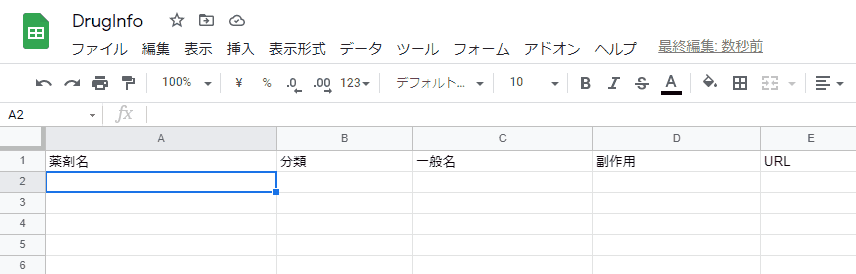 DrugInfo
ファイル 編集 表示 挿入 表示形式 データ ツール フォーム アドオン ヘルプ 最終編集: 数秒前
100% ¥ % .0 .00 123 デフォルト... 10 B I S A
A2 fx
A B C D E
1 薬剤名 分類 一般名 副作用 URL
2
3
4
5
6